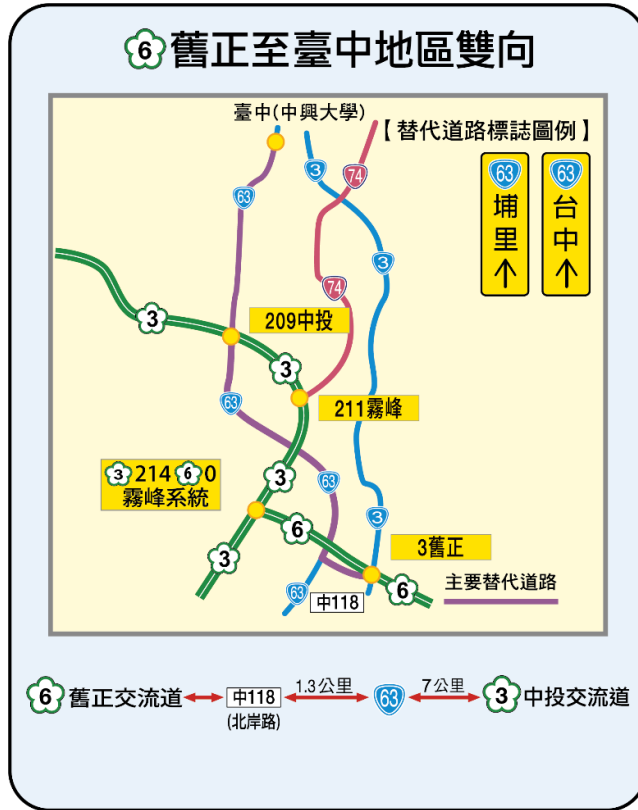 6 舊正至臺中地區雙向
臺中(中興大學)
【替代道路標誌圖例】
63 埔里 ↑
63 台中 ↑
3
74
63
3
74
3
209中投
3
63
211霧峰
3 214 6 0
霧峰系統
3
63
6
3
3舊正
3
63
中118
6
主要替代道路
6 舊正交流道 中118 1.3公里 63 7公里 3 中投交流道
(北岸路)